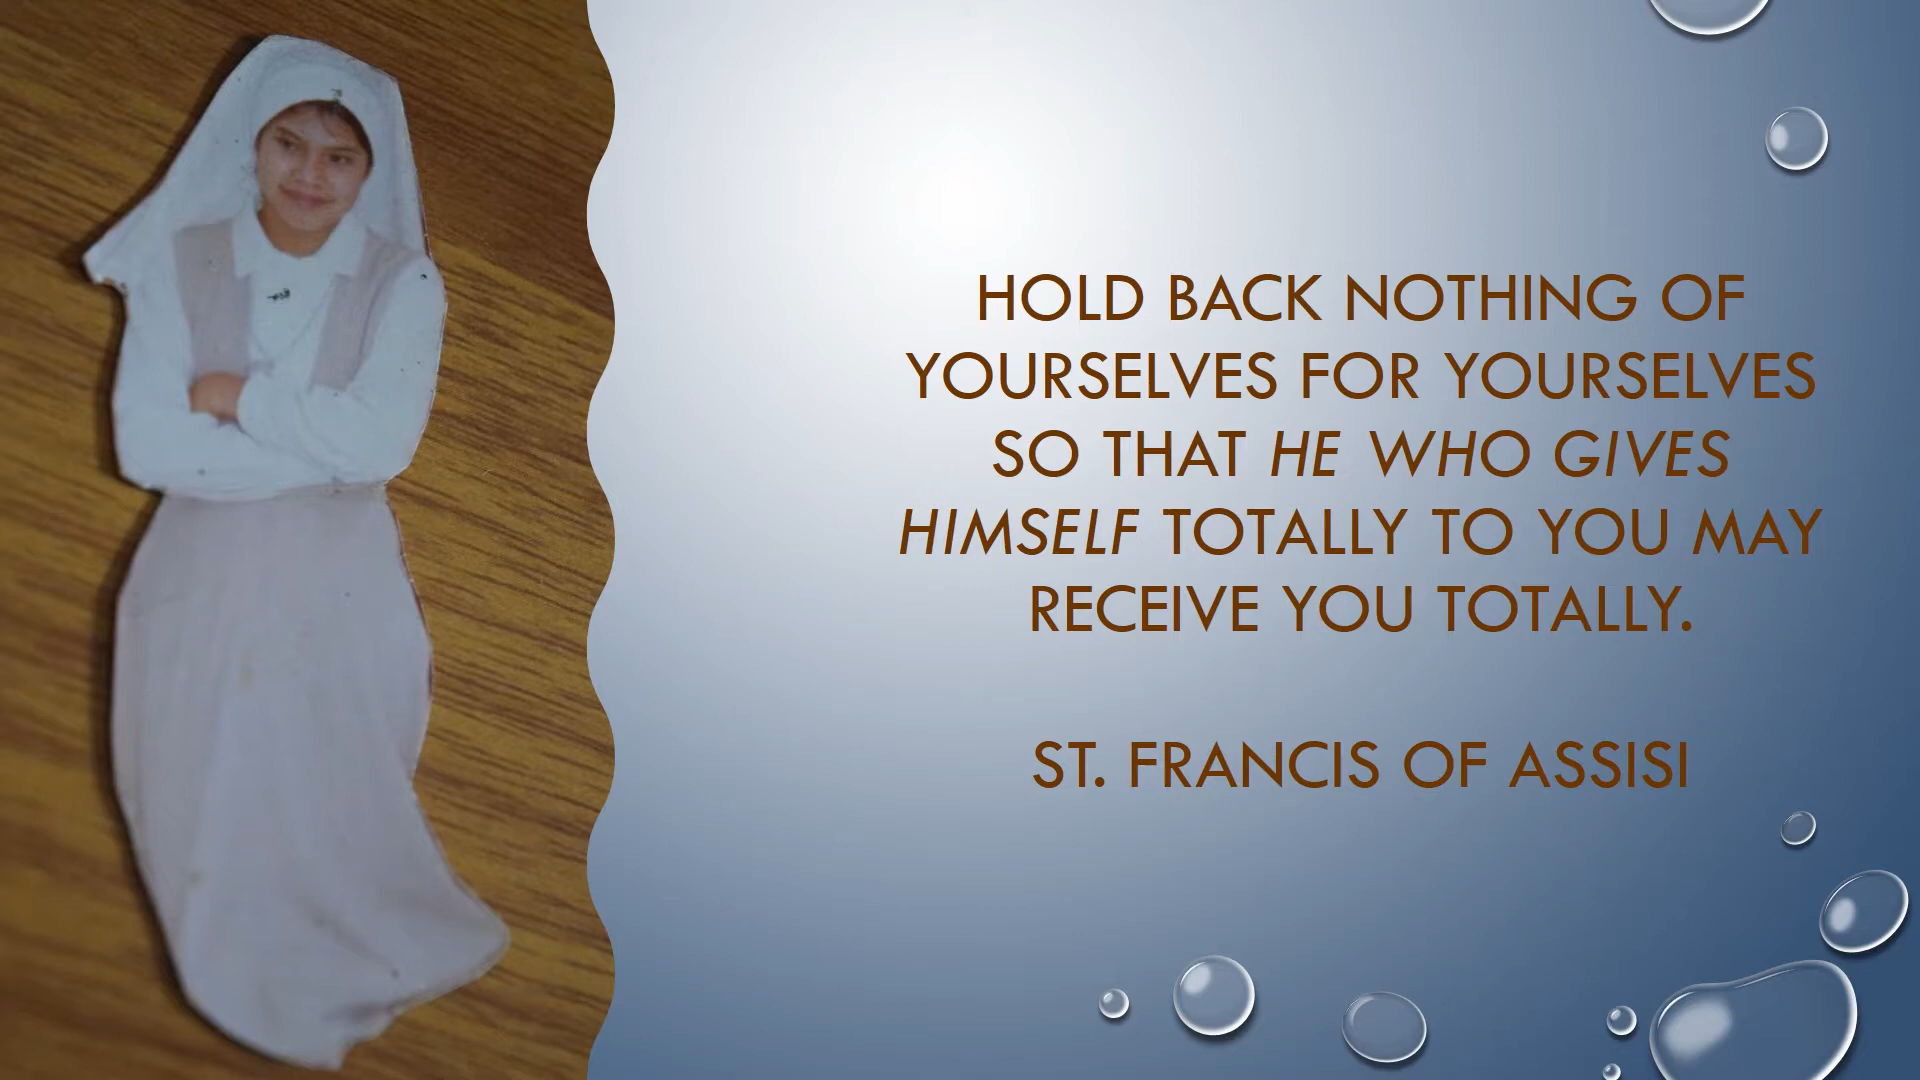 HOLD BACK NOTHING OF
YOURSELVES FOR YOURSELVES
SO THAT HE WHO GIVES
HIMSELF TOTALLY TO YOU MAY
RECEIVE YOU TOTALLY.
ST. FRANCIS OF ASSISI